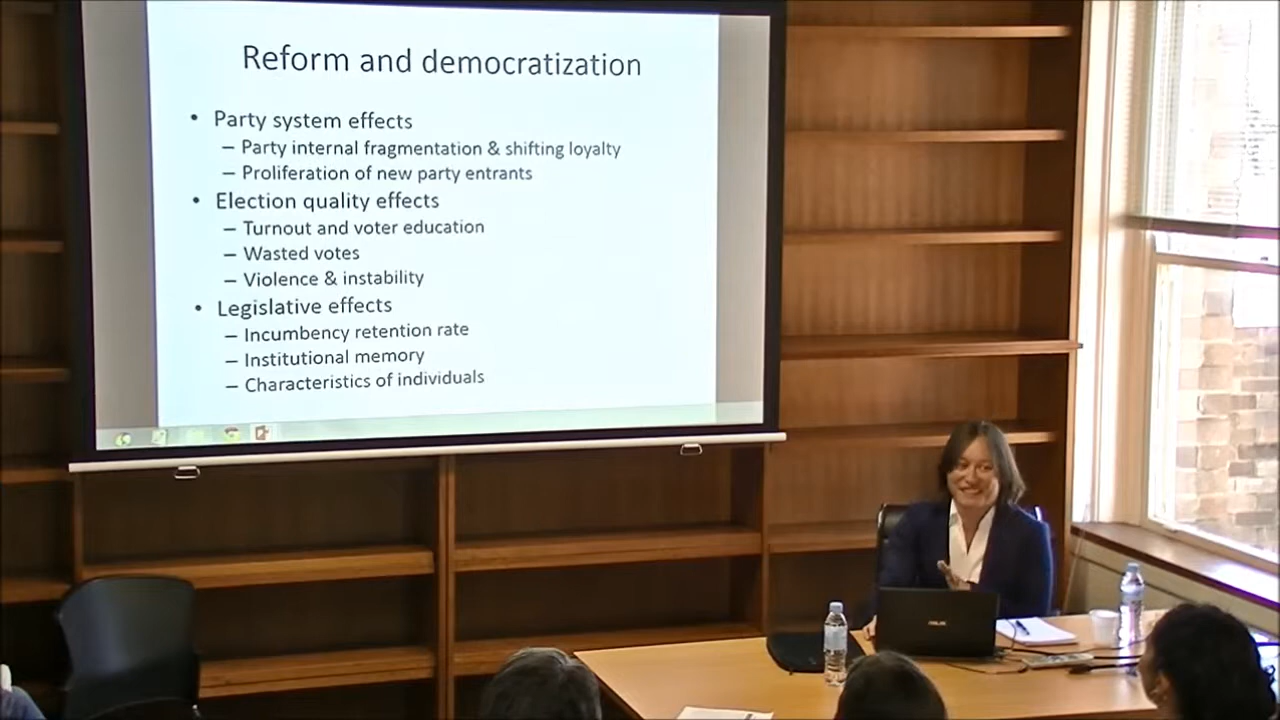 Reform and democratization
• Party system effects
– Party internal fragmentation & shifting loyalty
– Proliferation of new party entrants
• Election quality effects
– Turnout and voter education
– Wasted votes
– Violence & instability
• Legislative effects
– Incumbency retention rate
– Institutional memory
– Characteristics of individuals
ASUS